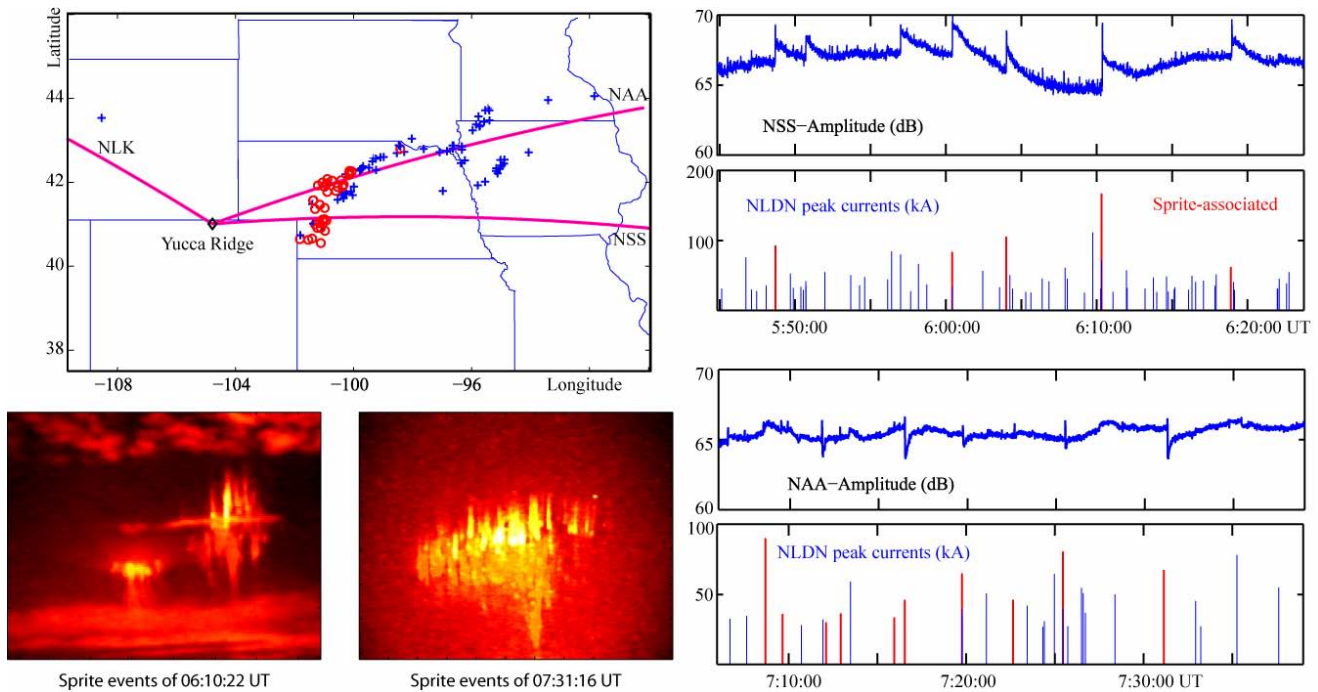 Latitude
44
42
40
38
NAA
NLK
Yucca Ridge
NSS
−108
−104
−100
−96
Longitude
Sprite events of 06:10:22 UT
Sprite events of 07:31:16 UT
70
65
60
NSS−Amplitude (dB)
200
100
NLDN peak currents (kA)
Sprite-associated
5:50:00
6:00:00
6:10:00
6:20:00 UT
70
65
60
NAA−Amplitude (dB)
100
50
NLDN peak currents (kA)
7:10:00
7:20:00
7:30:00 UT